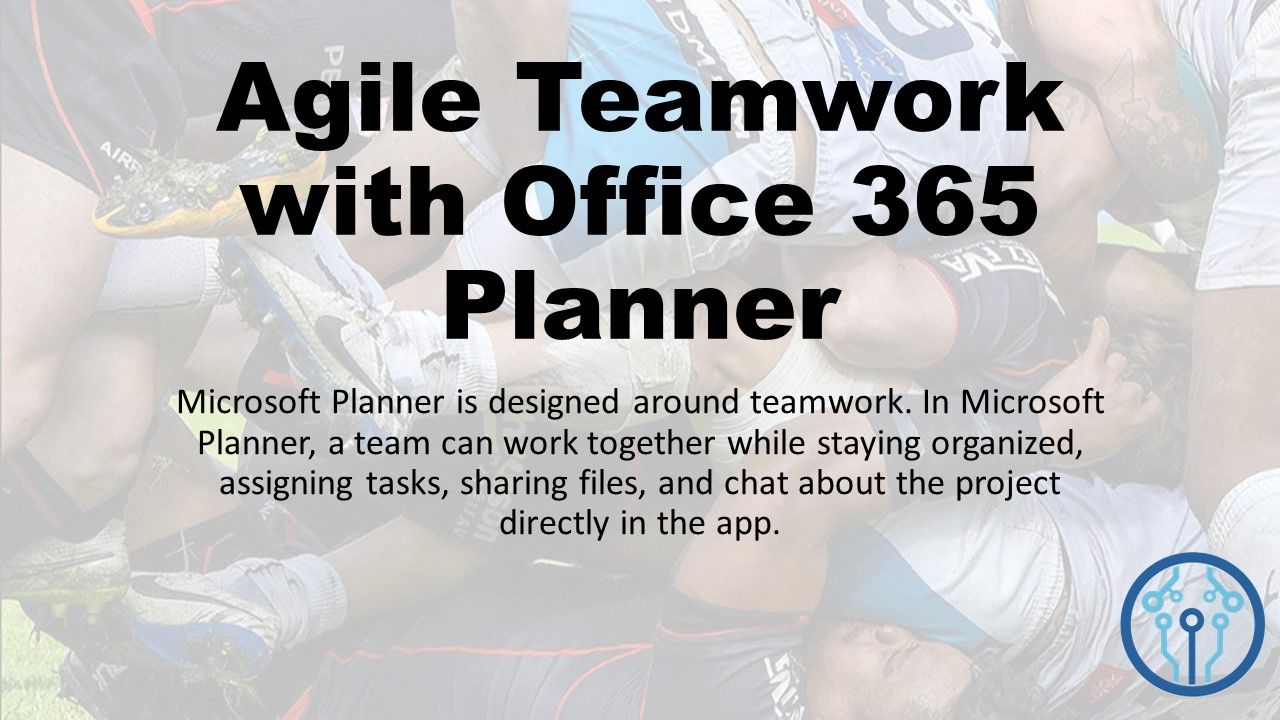 Agile Teamwork
with Office 365
Planner
Microsoft Planner is designed around teamwork. In Microsoft
Planner, a team can work together while staying organized,
assigning tasks, sharing files, and chat about the project
directly in the app.